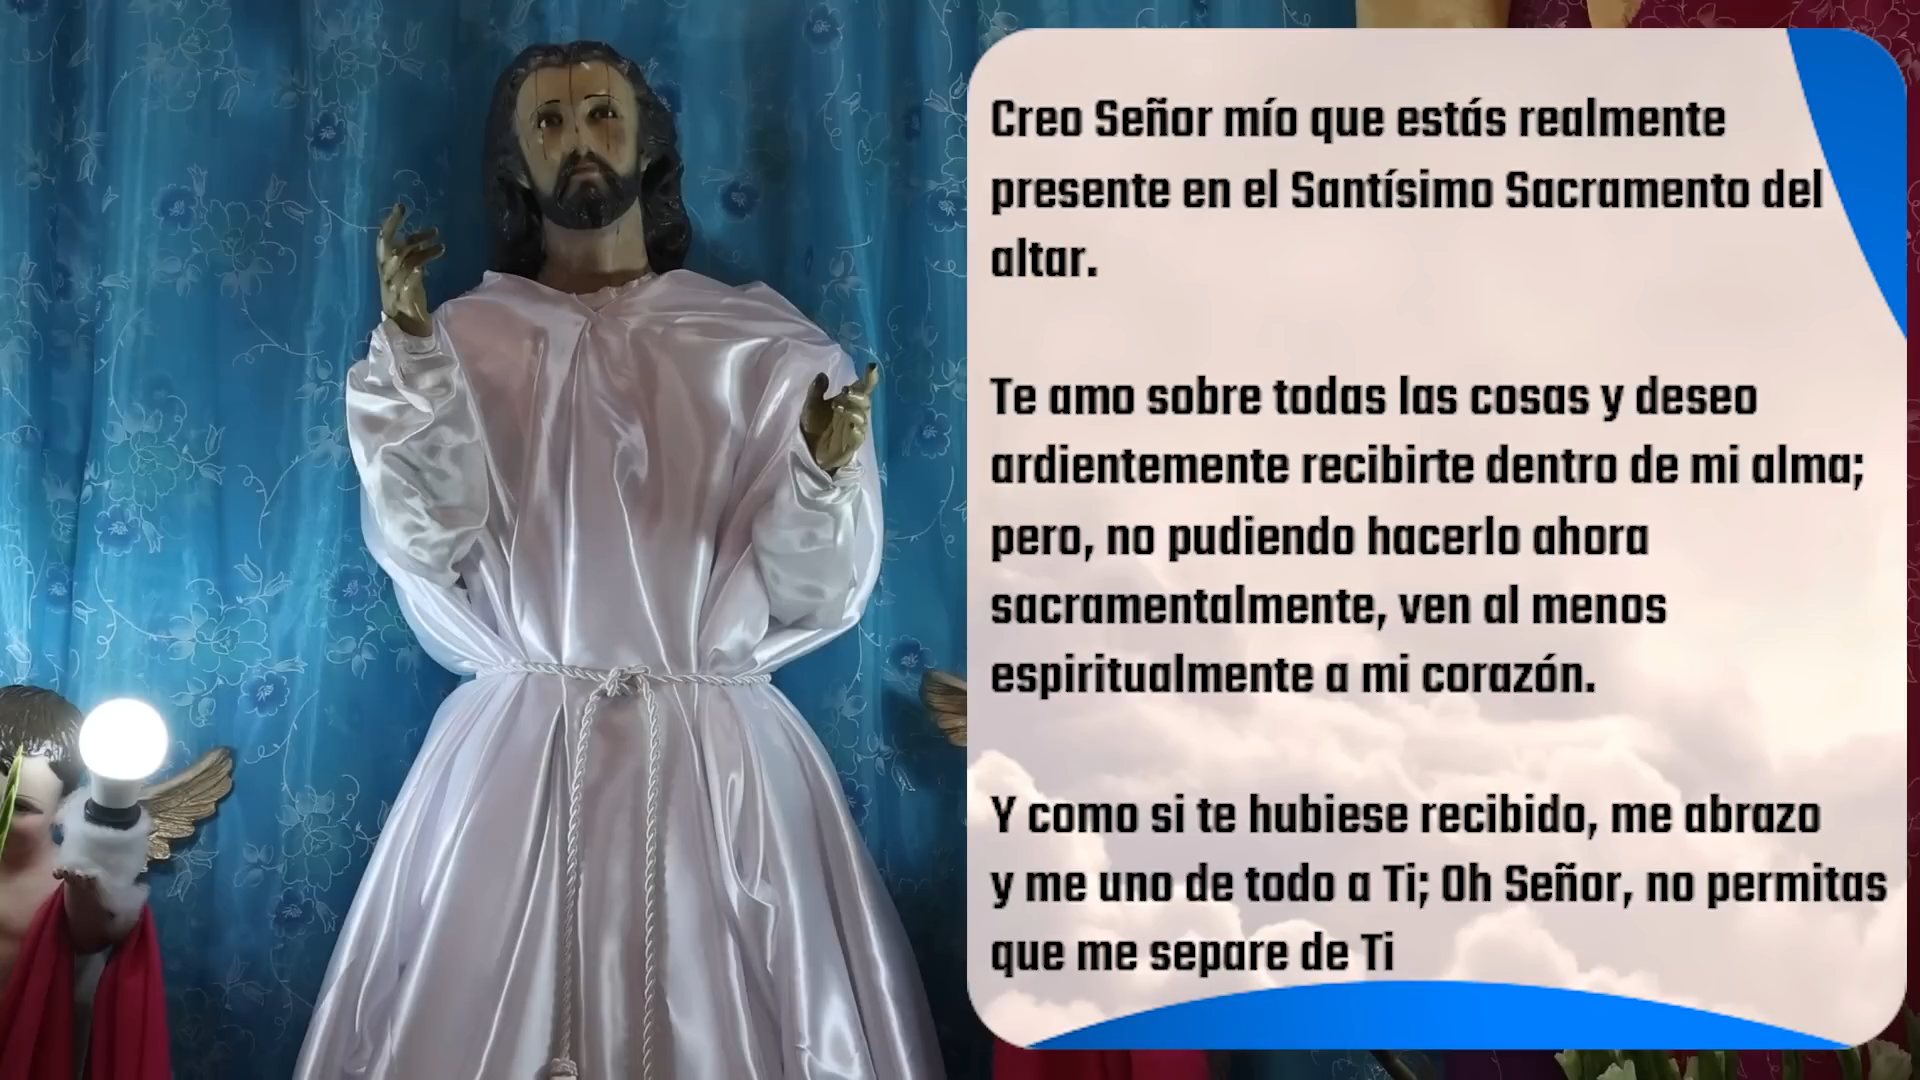 Creo Señor mío que estás realmente
presente en el Santísimo Sacramento del
altar.
Te amo sobre todas las cosas y deseo
ardientemente recibirte dentro de mi alma;
pero, no pudiendo hacerlo ahora
sacramentalmente, ven al menos
espiritualmente a mi corazón.
Y como si te hubiese recibido, me abrazo
y me uno de todo a Ti; Oh Señor, no permitas
que me separe de Ti